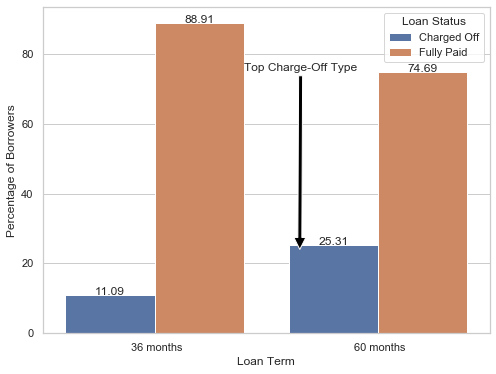 Loan Status
Charged Off
Fully Paid
88.91
Top Charge-Off Type
74.69
11.09
25.31
Percentage of Borrowers
80
60
40
20
0
36 months
60 months
Loan Term